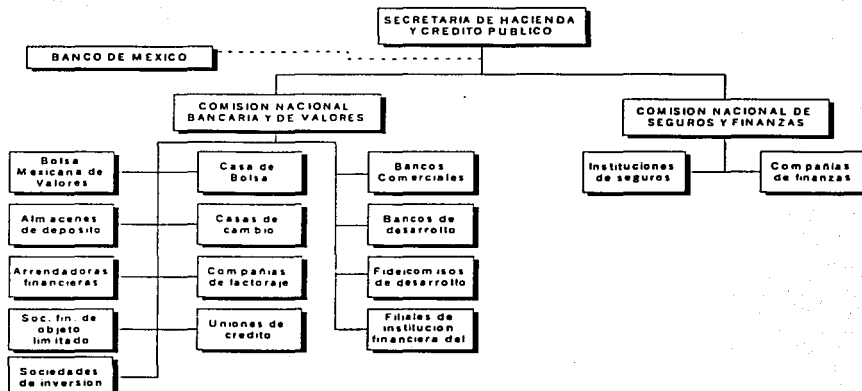 SECRETARIA DE HACIENDA
Y CREDITO PUBLICO
BANCO DE MEXICO
COMISION NACIONAL
BANCARIA Y DE VALORES
COMISION NACIONAL DE
SEGUROS Y FINANZAS
Bolsa
Mexicana de
Valores
Casa de
Bolsa
Bancos
Comerciales
Instituciones
de seguros
Compañias
de finanzas
Almacenes
de deposito
Casas de
cambio
Bancos de
desarrollo
Arrendadoras
financieras
Compañias
de factoraje
Fideicomisos
de desarrollo
Soc. fin. de
objeto
limitado
Uniones de
credito
Filiales de
institucion
financiera del
Sociedades
de inversion